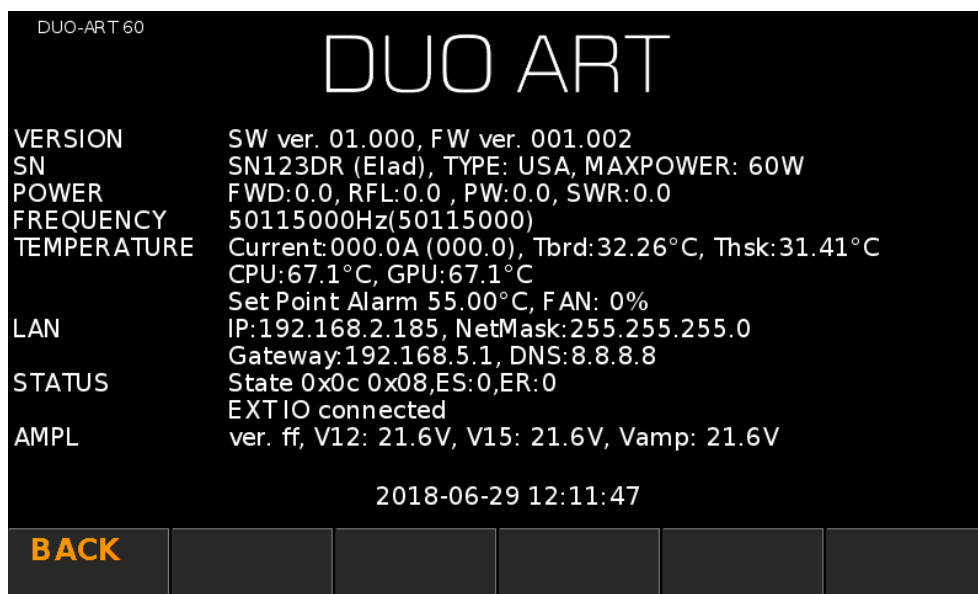 DUO-ART 60
DUO ART
VERSION SW ver. 01.000, FW ver. 001.002
SN SN123DR (Elad), TYPE: USA, MAXPOWER: 60W
POWER FWD:0.0, RFL:0.0 , PW:0.0, SWR:0.0
FREQUENCY 50115000Hz(50115000)
TEMPERATURE Current:000.0A (000.0), Tbrd:32.26°C, Thsk:31.41°C
CPU:67.1°C, GPU:67.1°C
Set Point Alarm 55.00°C, FAN: 0%
LAN IP:192.168.2.185, NetMask:255.255.255.0
Gateway:192.168.5.1, DNS:8.8.8.8
STATUS State 0x0c 0x08,ES:0,ER:0
EXT IO connected
AMPL ver. ff, V12: 21.6V, V15: 21.6V, Vamp: 21.6V
2018-06-29 12:11:47
BACK